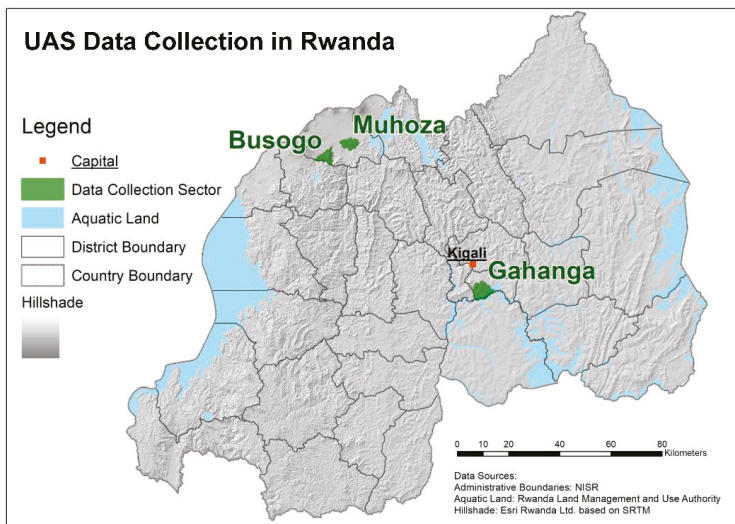 UAS Data Collection in Rwanda
Legend
Capital
Data Collection Sector
Aquatic Land
District Boundary
Country Boundary
Hillshade
Busogo
Muhoza
Kigali
Gahanga
0 10 20 40 60 80
Kilometers
Data Sources:
Administrative Boundaries: NISR
Aquatic Land: Rwanda Land Management and Use Authority
Hillshade: Esri Rwanda Ltd. based on SRTM